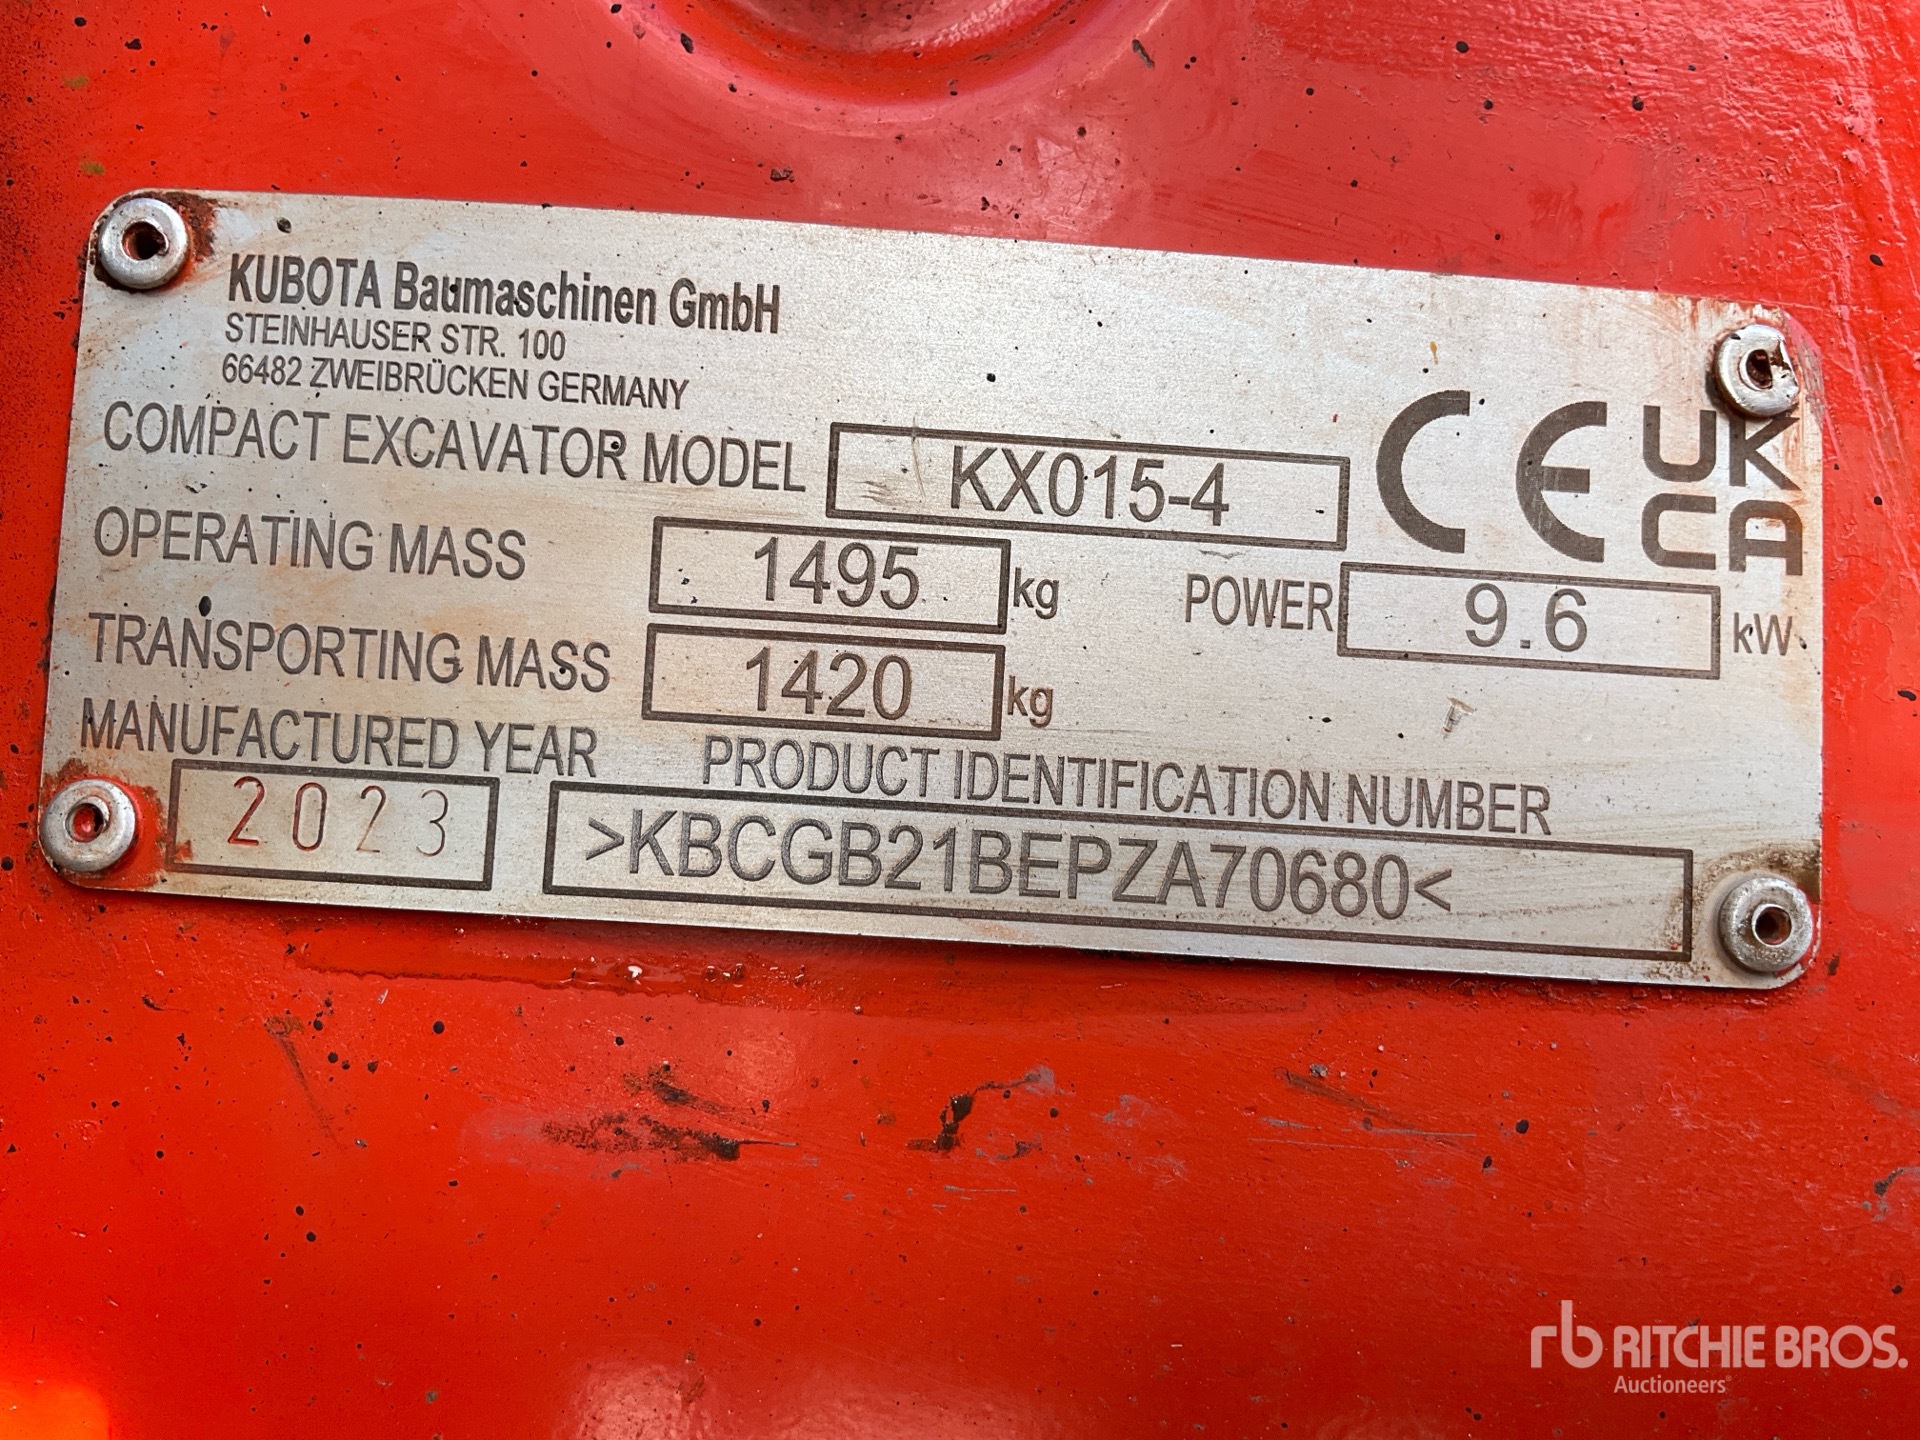 KUBOTA Baumaschinen GmbH
STEINHAUSER STR. 100
66482 ZWEIBRÜCKEN GERMANY
COMPACT EXCAVATOR MODEL KX015-4
CE UK CA
OPERATING MASS 1495 kg POWER 9.6 kW
TRANSPORTING MASS 1420 kg
MANUFACTURED YEAR PRODUCT IDENTIFICATION NUMBER
2023 >KBCGB21BEPZA70680<
rb RITCHIE BROS.
Auctioneers